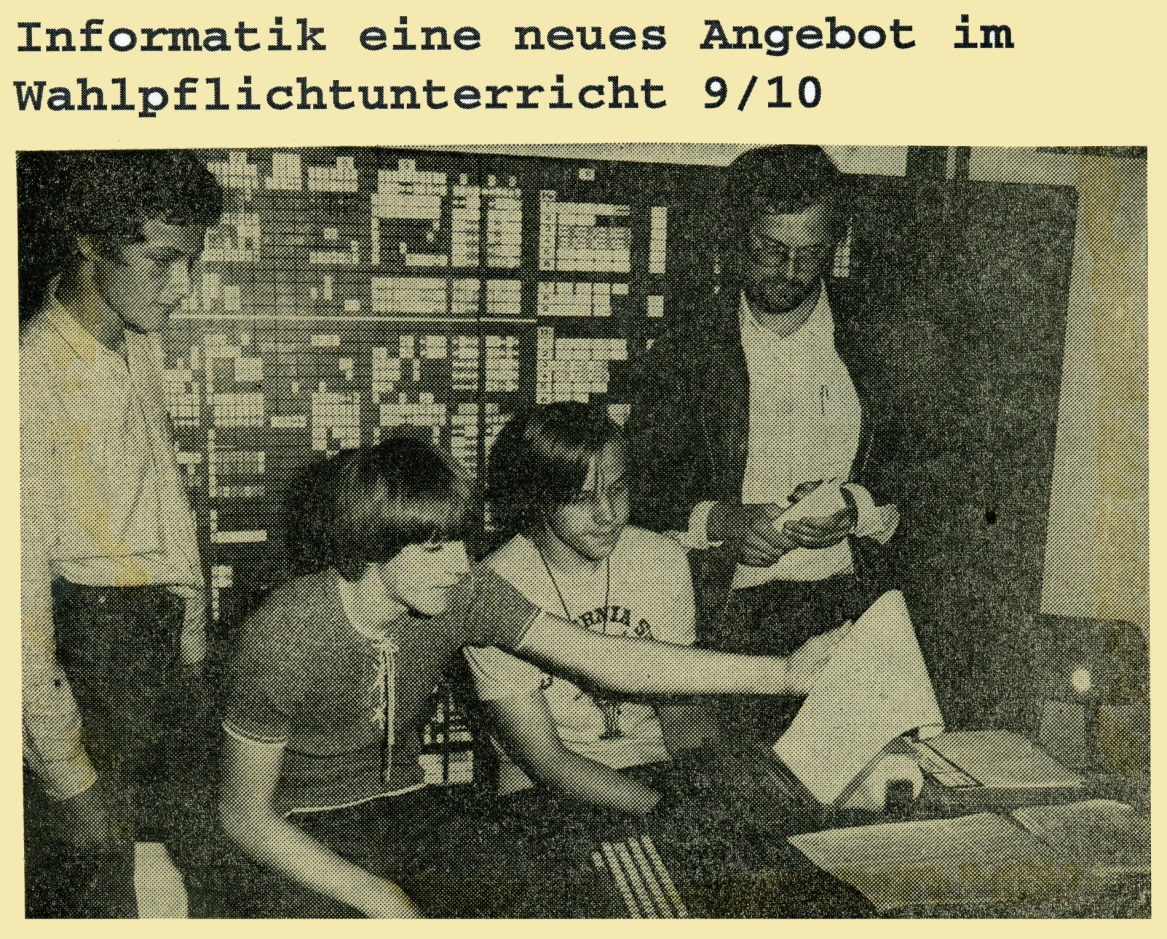 Informatik eine neues Angebot im
Wahlpflichtunterricht 9/10